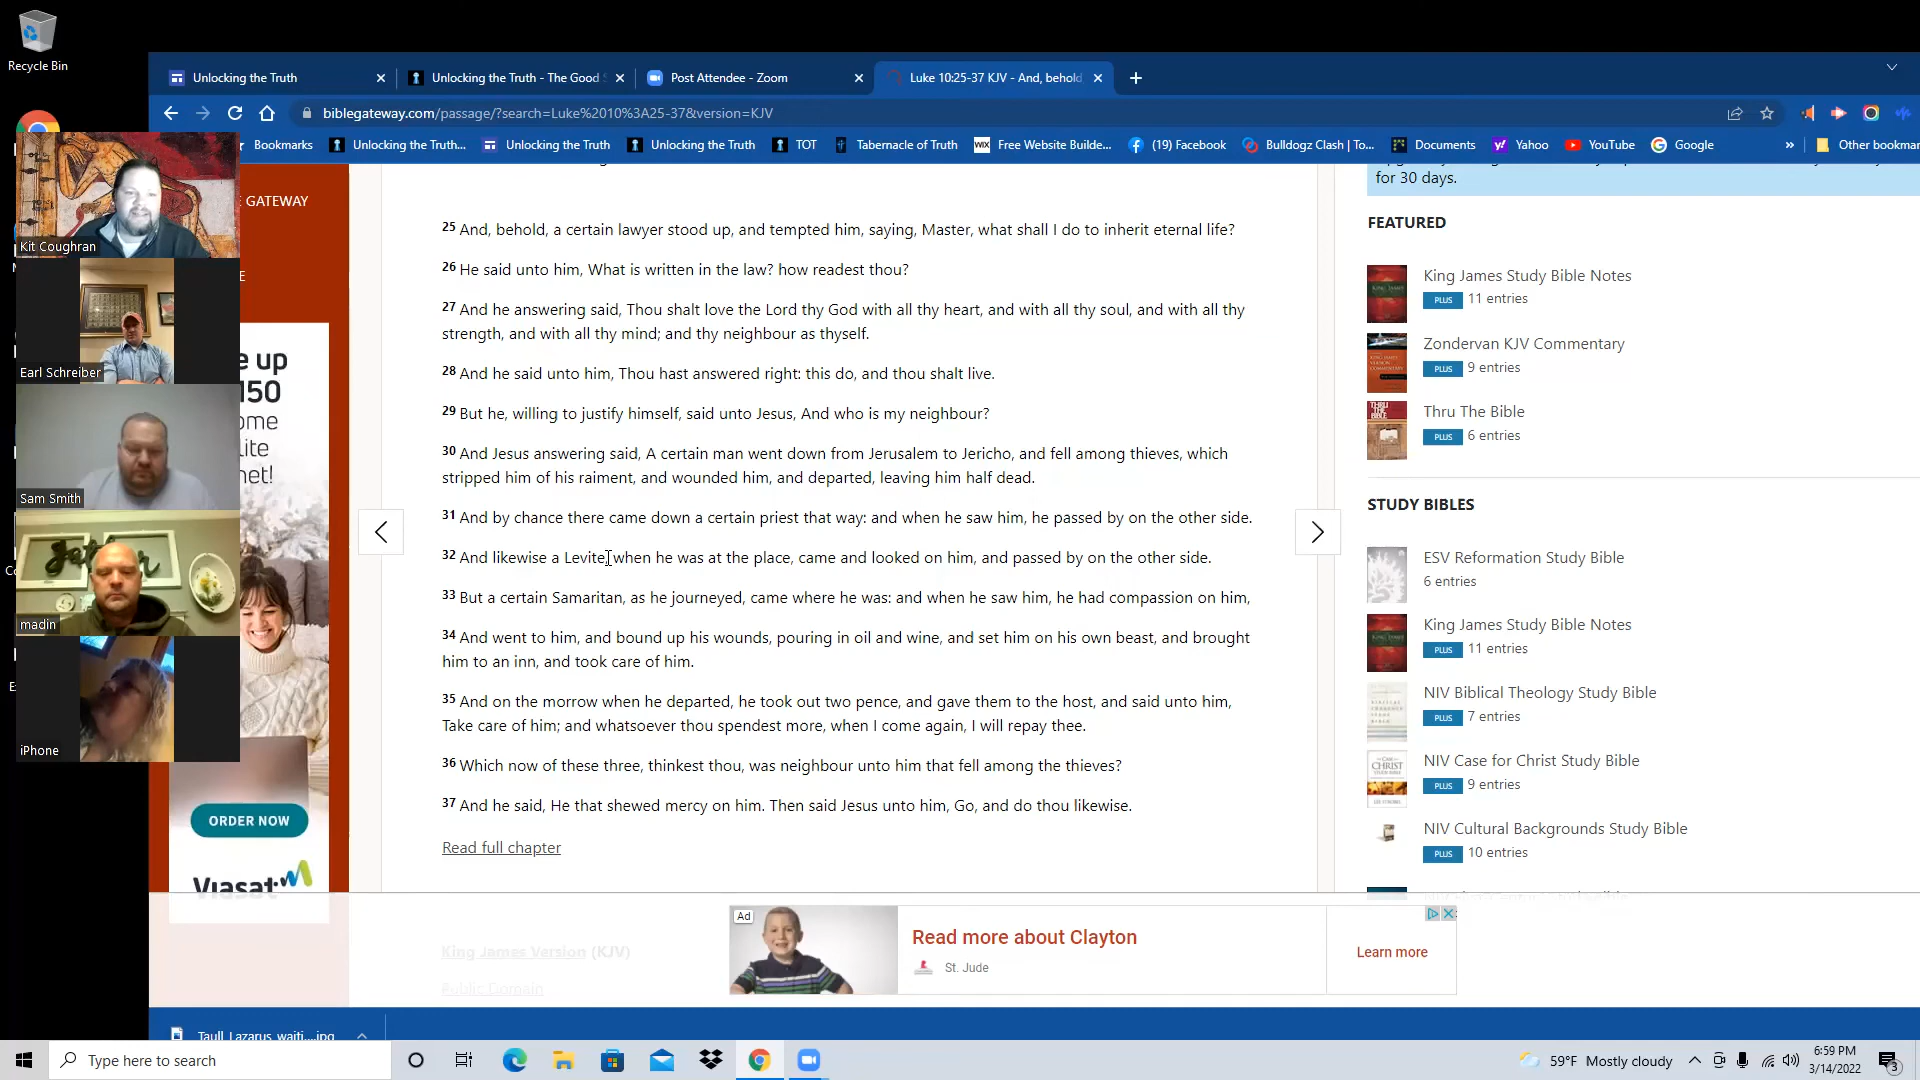 Recycle Bin
Unlocking the Truth
Unlocking the Truth - The Good S
Post Attendee - Zoom
Luke 10:25-37 KJV - And, behold
biblegateway.com/passage/?search=Luke%2010%3A25-37&version=KJV
Bookmarks
Unlocking the Truth...
Unlocking the Truth
Unlocking the Truth
TOT
Tabernacle of Truth
Free Website Builde...
(19) Facebook
Bulldogz Clash | To...
Documents
Yahoo
YouTube
Google
»
Other bookmar
Kit Coughran
Earl Schreiber
Sam Smith
madin
iPhone
GATEWAY
E
e up
150
ome
lite
net!
ORDER NOW
Viasat
25 And, behold, a certain lawyer stood up, and tempted him, saying, Master, what shall I do to inherit eternal life?
26 He said unto him, What is written in the law? how readest thou?
27 And he answering said, Thou shalt love the Lord thy God with all thy heart, and with all thy soul, and with all thy
strength, and with all thy mind; and thy neighbour as thyself.
28 And he said unto him, Thou hast answered right: this do, and thou shalt live.
29 But he, willing to justify himself, said unto Jesus, And who is my neighbour?
30 And Jesus answering said, A certain man went down from Jerusalem to Jericho, and fell among thieves, which
stripped him of his raiment, and wounded him, and departed, leaving him half dead.
31 And by chance there came down a certain priest that way: and when he saw him, he passed by on the other side.
32 And likewise a Levite, when he was at the place, came and looked on him, and passed by on the other side.
33 But a certain Samaritan, as he journeyed, came where he was: and when he saw him, he had compassion on him,
34 And went to him, and bound up his wounds, pouring in oil and wine, and set him on his own beast, and brought
him to an inn, and took care of him.
35 And on the morrow when he departed, he took out two pence, and gave them to the host, and said unto him,
Take care of him; and whatsoever thou spendest more, when I come again, I will repay thee.
36 Which now of these three, thinkest thou, was neighbour unto him that fell among the thieves?
37 And he said, He that shewed mercy on him. Then said Jesus unto him, Go, and do thou likewise.
Read full chapter
King James Version (KJV)
Public Domain
for 30 days.
FEATURED
King James Study Bible Notes
PLUS 11 entries
Zondervan KJV Commentary
PLUS 9 entries
Thru The Bible
PLUS 6 entries
STUDY BIBLES
ESV Reformation Study Bible
6 entries
King James Study Bible Notes
PLUS 11 entries
NIV Biblical Theology Study Bible
PLUS 7 entries
NIV Case for Christ Study Bible
PLUS 9 entries
NIV Cultural Backgrounds Study Bible
PLUS 10 entries
Ad
Read more about Clayton
St. Jude
Learn more
Taull_Lazarus_waiti....jpg
Type here to search
59°F Mostly cloudy
6:59 PM
3/14/2022
3